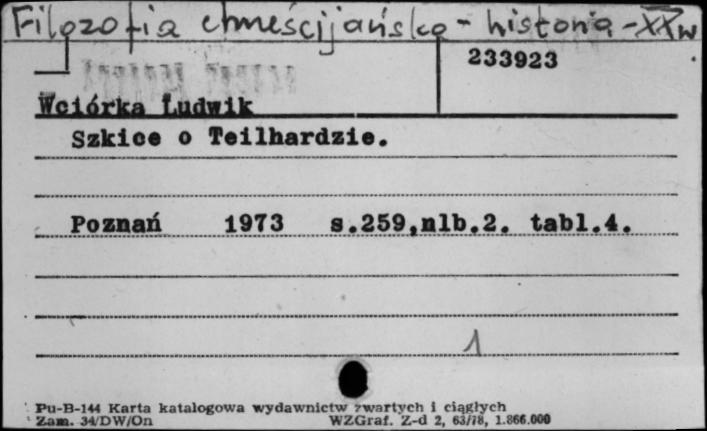 Filozofia chrześcijańska - historia - XX w.
233923
Wciórka Ludwik
Szkice o Teilhardzie.
Poznań 1973 s.259,nlb.2. tabl.4.
1
Pu-B-144 Karta katalogowa wydawnictw zwartych i ciągłych
Zam. 34/DW/On WZGraf. Z-d 2, 63/78, 1.866.000